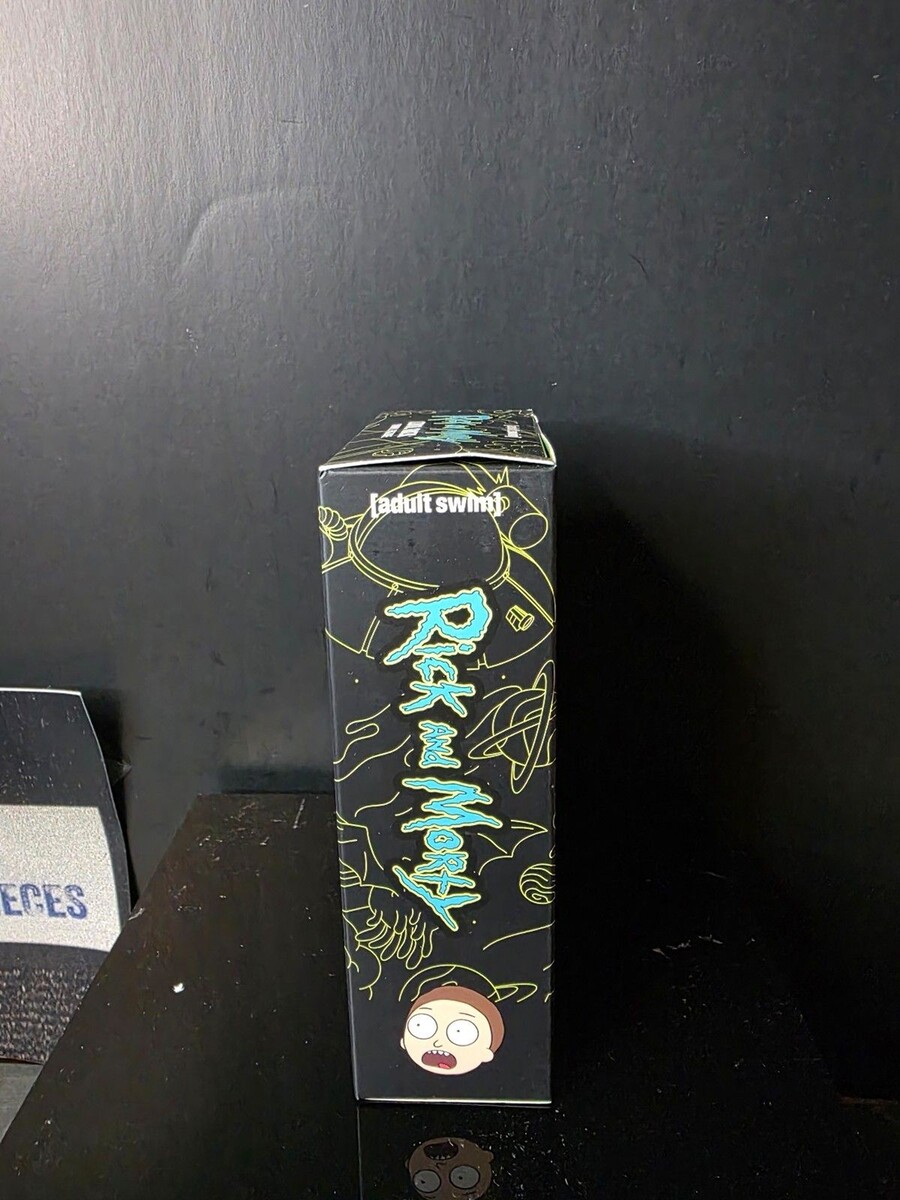 [adult swim]
Rick and Morty
ECES